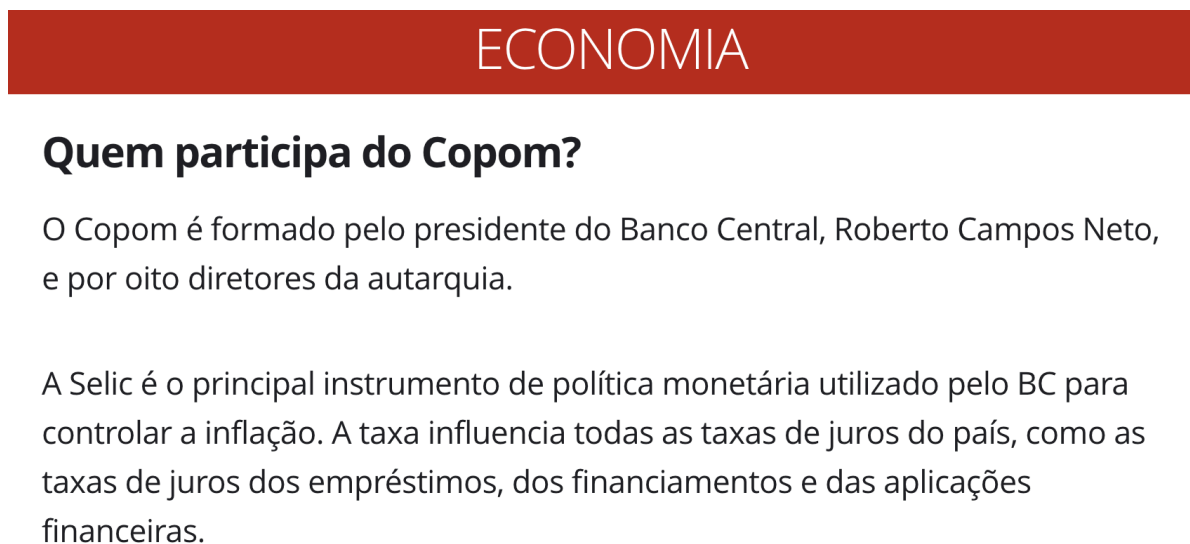 ECONOMIA
Quem participa do Copom?
O Copom é formado pelo presidente do Banco Central, Roberto Campos Neto,
e por oito diretores da autarquia.
A Selic é o principal instrumento de política monetária utilizado pelo BC para
controlar a inflação. A taxa influencia todas as taxas de juros do país, como as
taxas de juros dos empréstimos, dos financiamentos e das aplicações
financeiras.